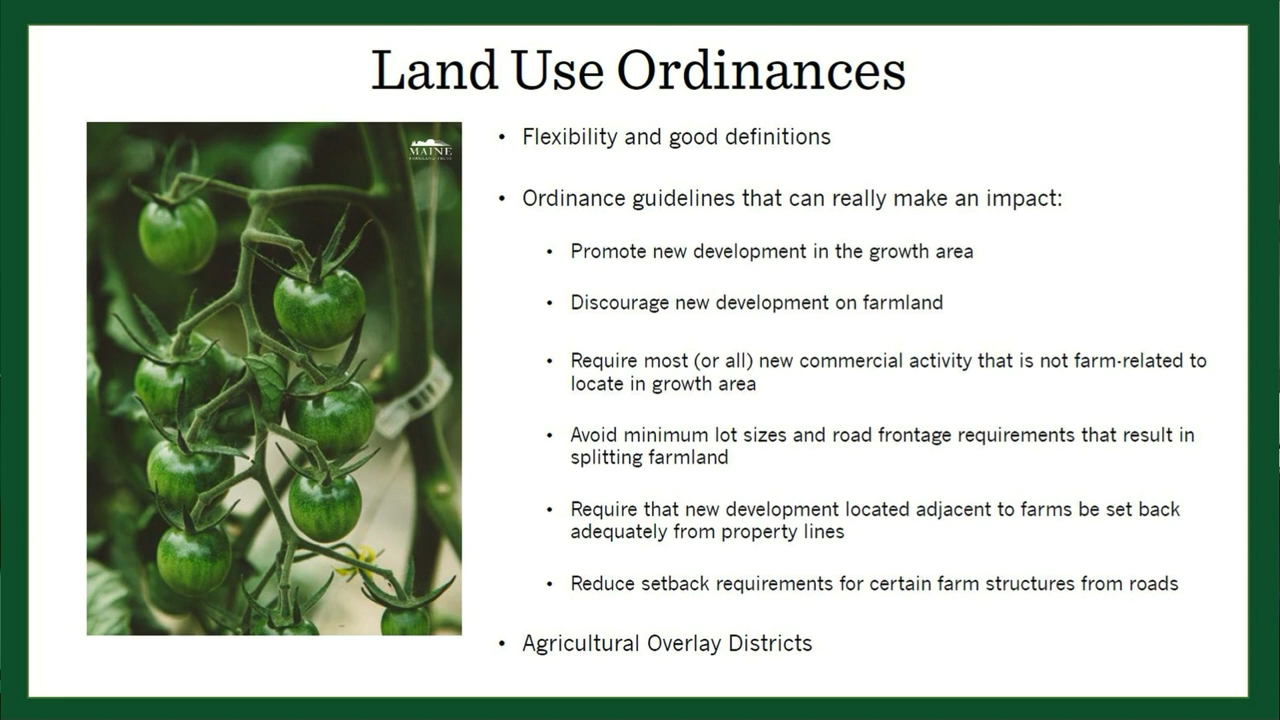 Land Use Ordinances
MAINE
FARMLAND TRUST
• Flexibility and good definitions
• Ordinance guidelines that can really make an impact:
• Promote new development in the growth area
• Discourage new development on farmland
• Require most (or all) new commercial activity that is not farm-related to
locate in growth area
• Avoid minimum lot sizes and road frontage requirements that result in
splitting farmland
• Require that new development located adjacent to farms be set back
adequately from property lines
• Reduce setback requirements for certain farm structures from roads
• Agricultural Overlay Districts